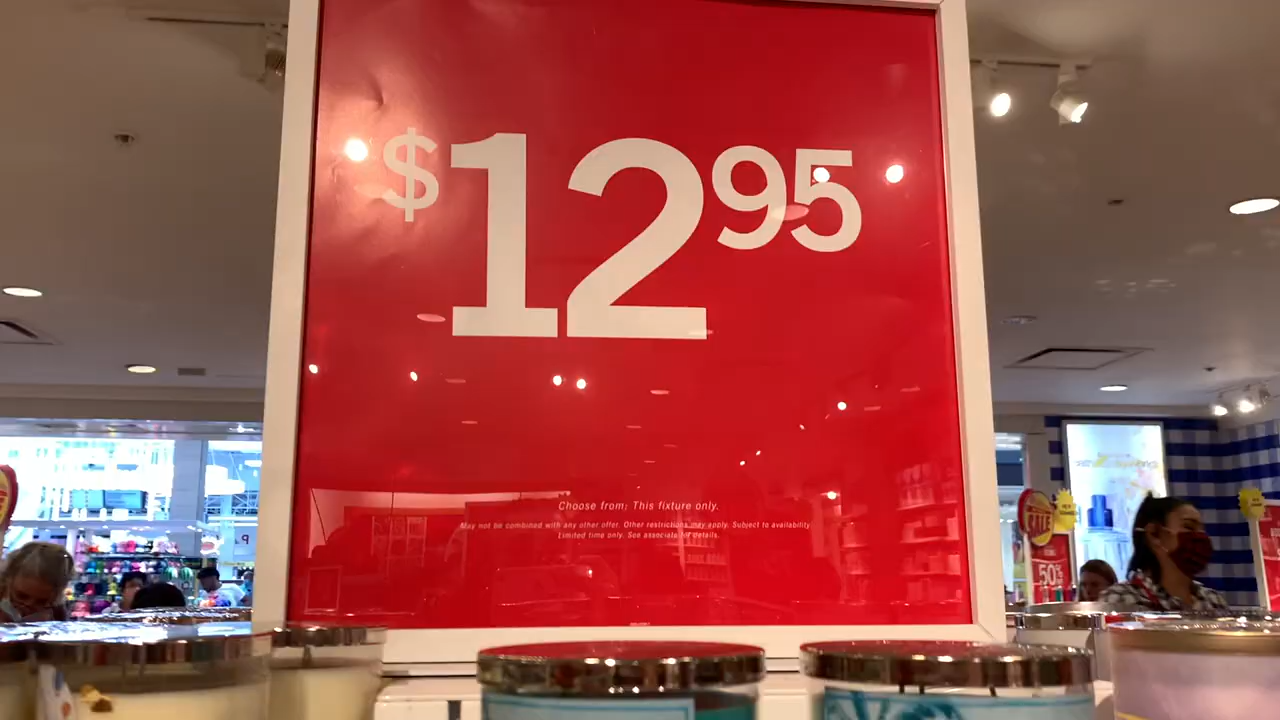 $12 95
Choose from: This fixture only.
May not be combined with any other offer. Other restrictions may apply. Subject to availability.
Limited time only. See associate for details.
SALE
50%